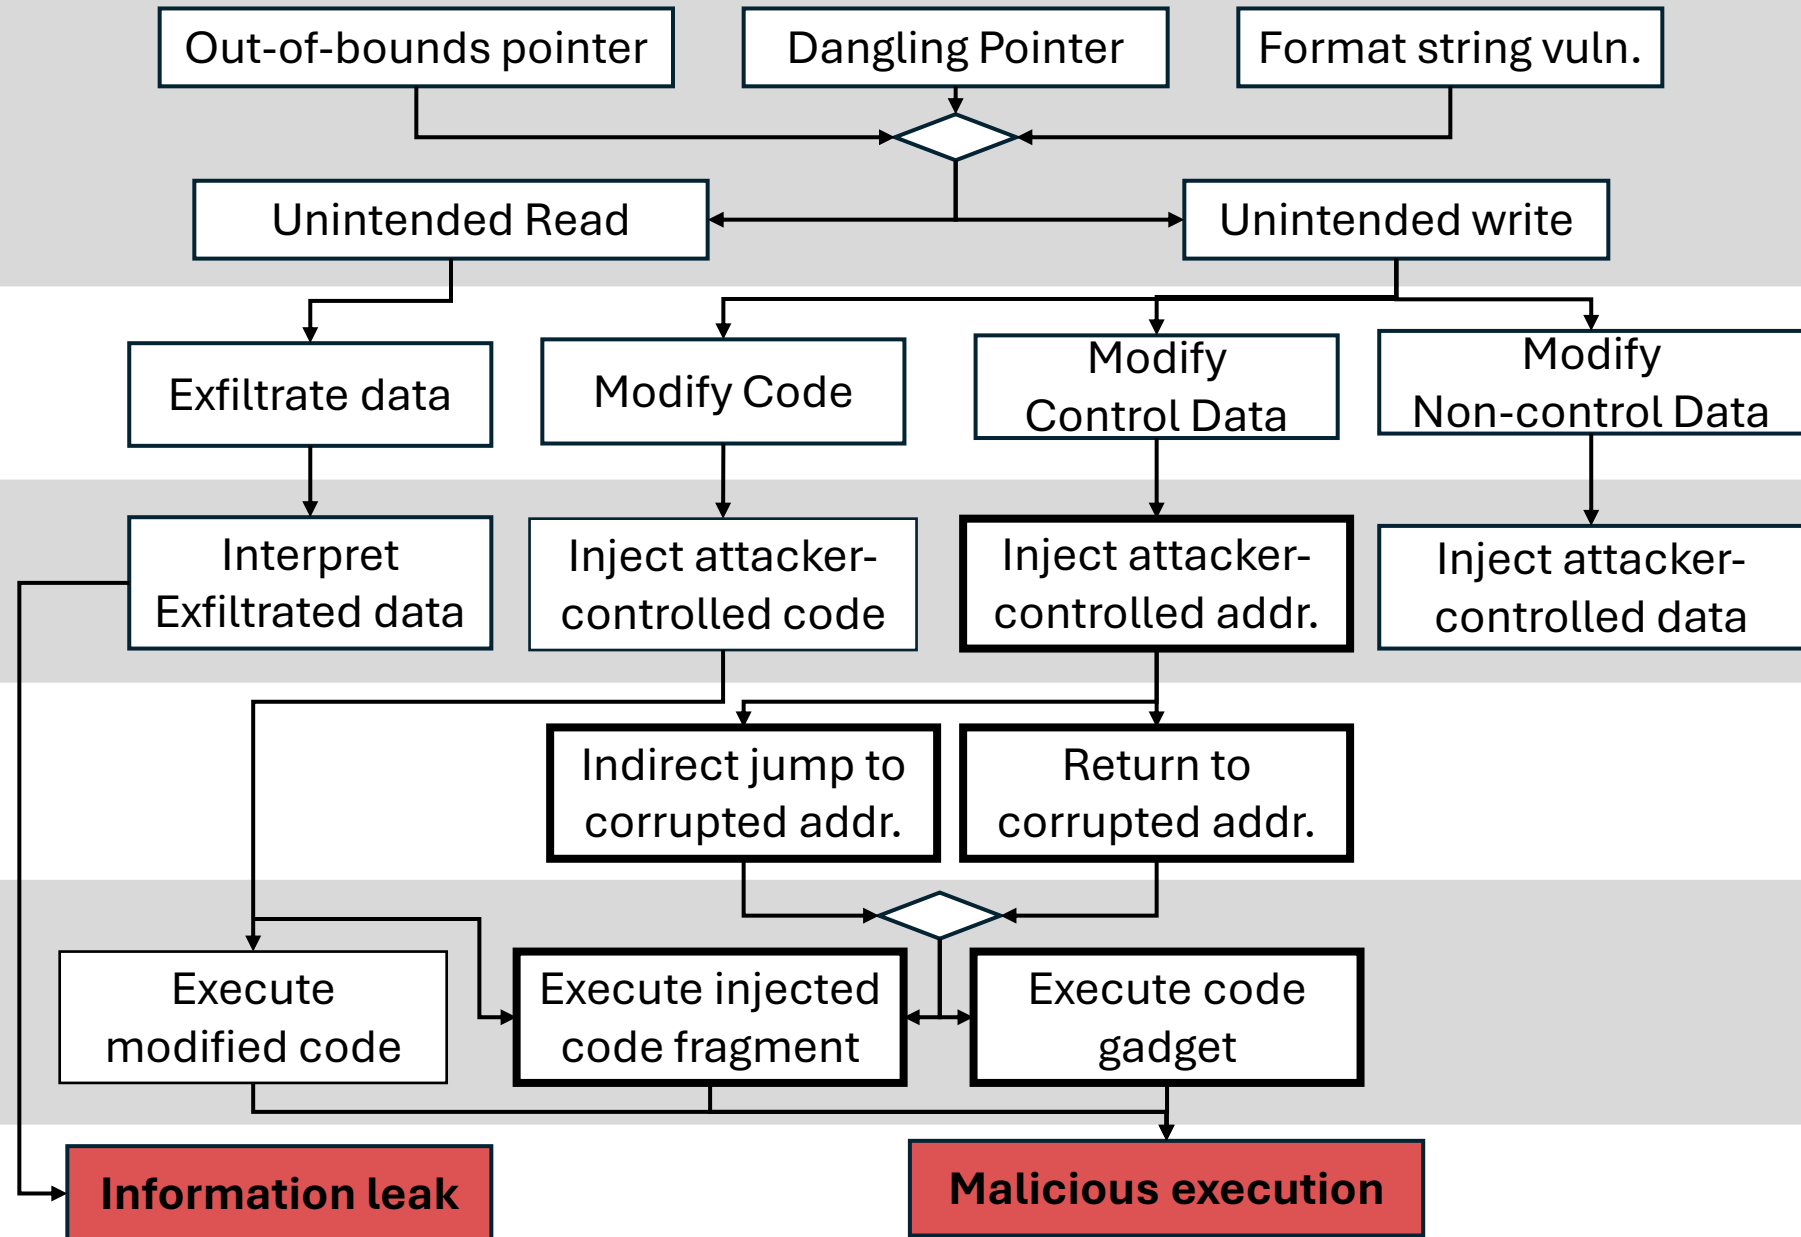 Out-of-bounds pointer
Dangling Pointer
Format string vuln.
Unintended Read
Unintended write
Exfiltrate data
Modify Code
Modify
Control Data
Modify
Non-control Data
Interpret
Exfiltrated data
Inject attacker-
controlled code
Inject attacker-
controlled addr.
Inject attacker-
controlled data
Indirect jump to
corrupted addr.
Return to
corrupted addr.
Execute
modified code
Execute injected
code fragment
Execute code
gadget
Information leak
Malicious execution